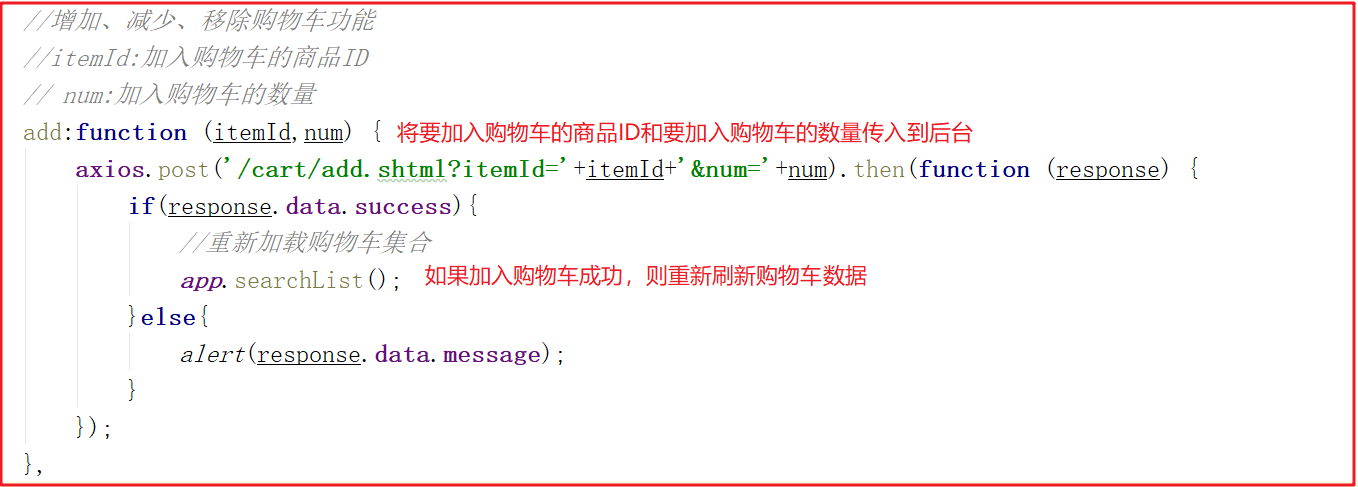 //增加、减少、移除购物车功能
//itemId:加入购物车的商品ID
// num:加入购物车的数量
add:function (itemId,num) { 将要加入购物车的商品ID和要加入购物车的数量传入到后台
axios.post('/cart/add.shtml?itemId='+itemId+'&num='+num).then(function (response) {
if(response.data.success){
//重新加载购物车集合
app.searchList(); 如果加入购物车成功，则重新刷新购物车数据
}else{
alert(response.data.message);
}
});
},